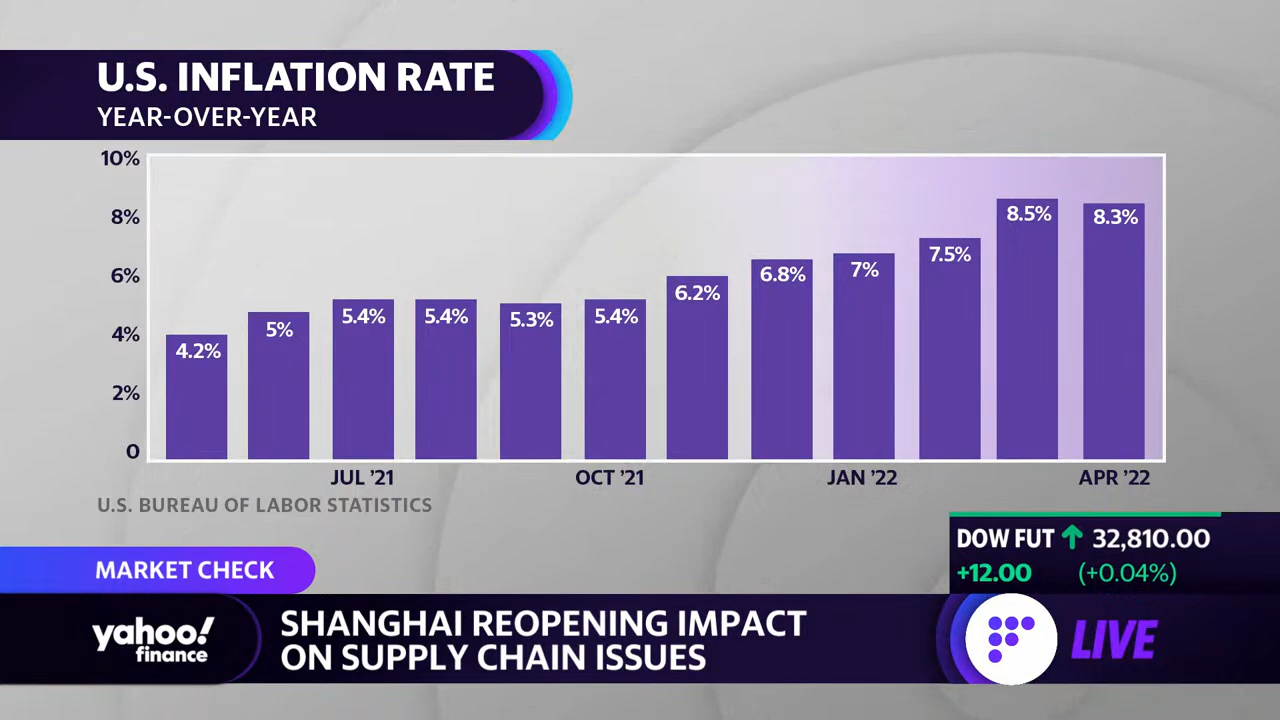 U.S. INFLATION RATE
YEAR-OVER-YEAR
10%
8%
6%
4%
2%
0
4.2%
5%
5.4%
5.4%
5.3%
5.4%
6.2%
6.8%
7%
7.5%
8.5%
8.3%
JUL ’21
OCT ’21
JAN ’22
APR ’22
U.S. BUREAU OF LABOR STATISTICS
DOW FUT 32,810.00
+12.00 (+0.04%)
MARKET CHECK
yahoo!
finance
SHANGHAI REOPENING IMPACT
ON SUPPLY CHAIN ISSUES
LIVE